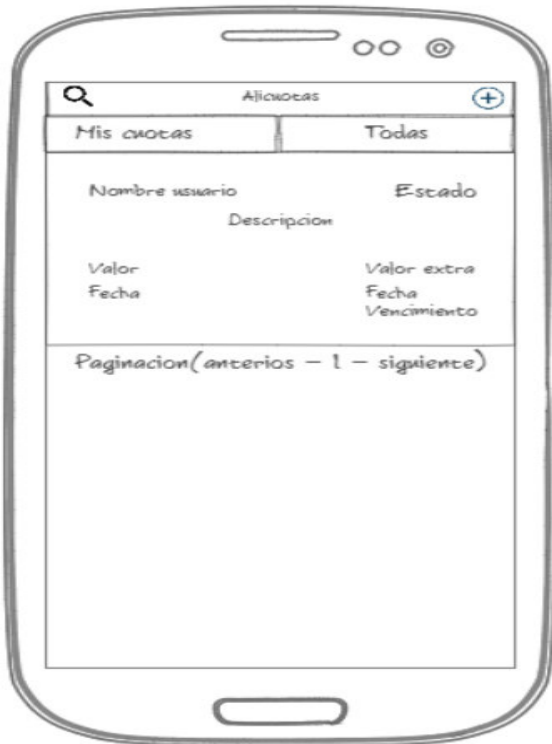 Alicuotas
Mis cuotas Todas
Nombre usuario Estado
Descripcion
Valor Valor extra
Fecha Fecha
Vencimiento
Paginacion(anterios - 1 - siguiente)